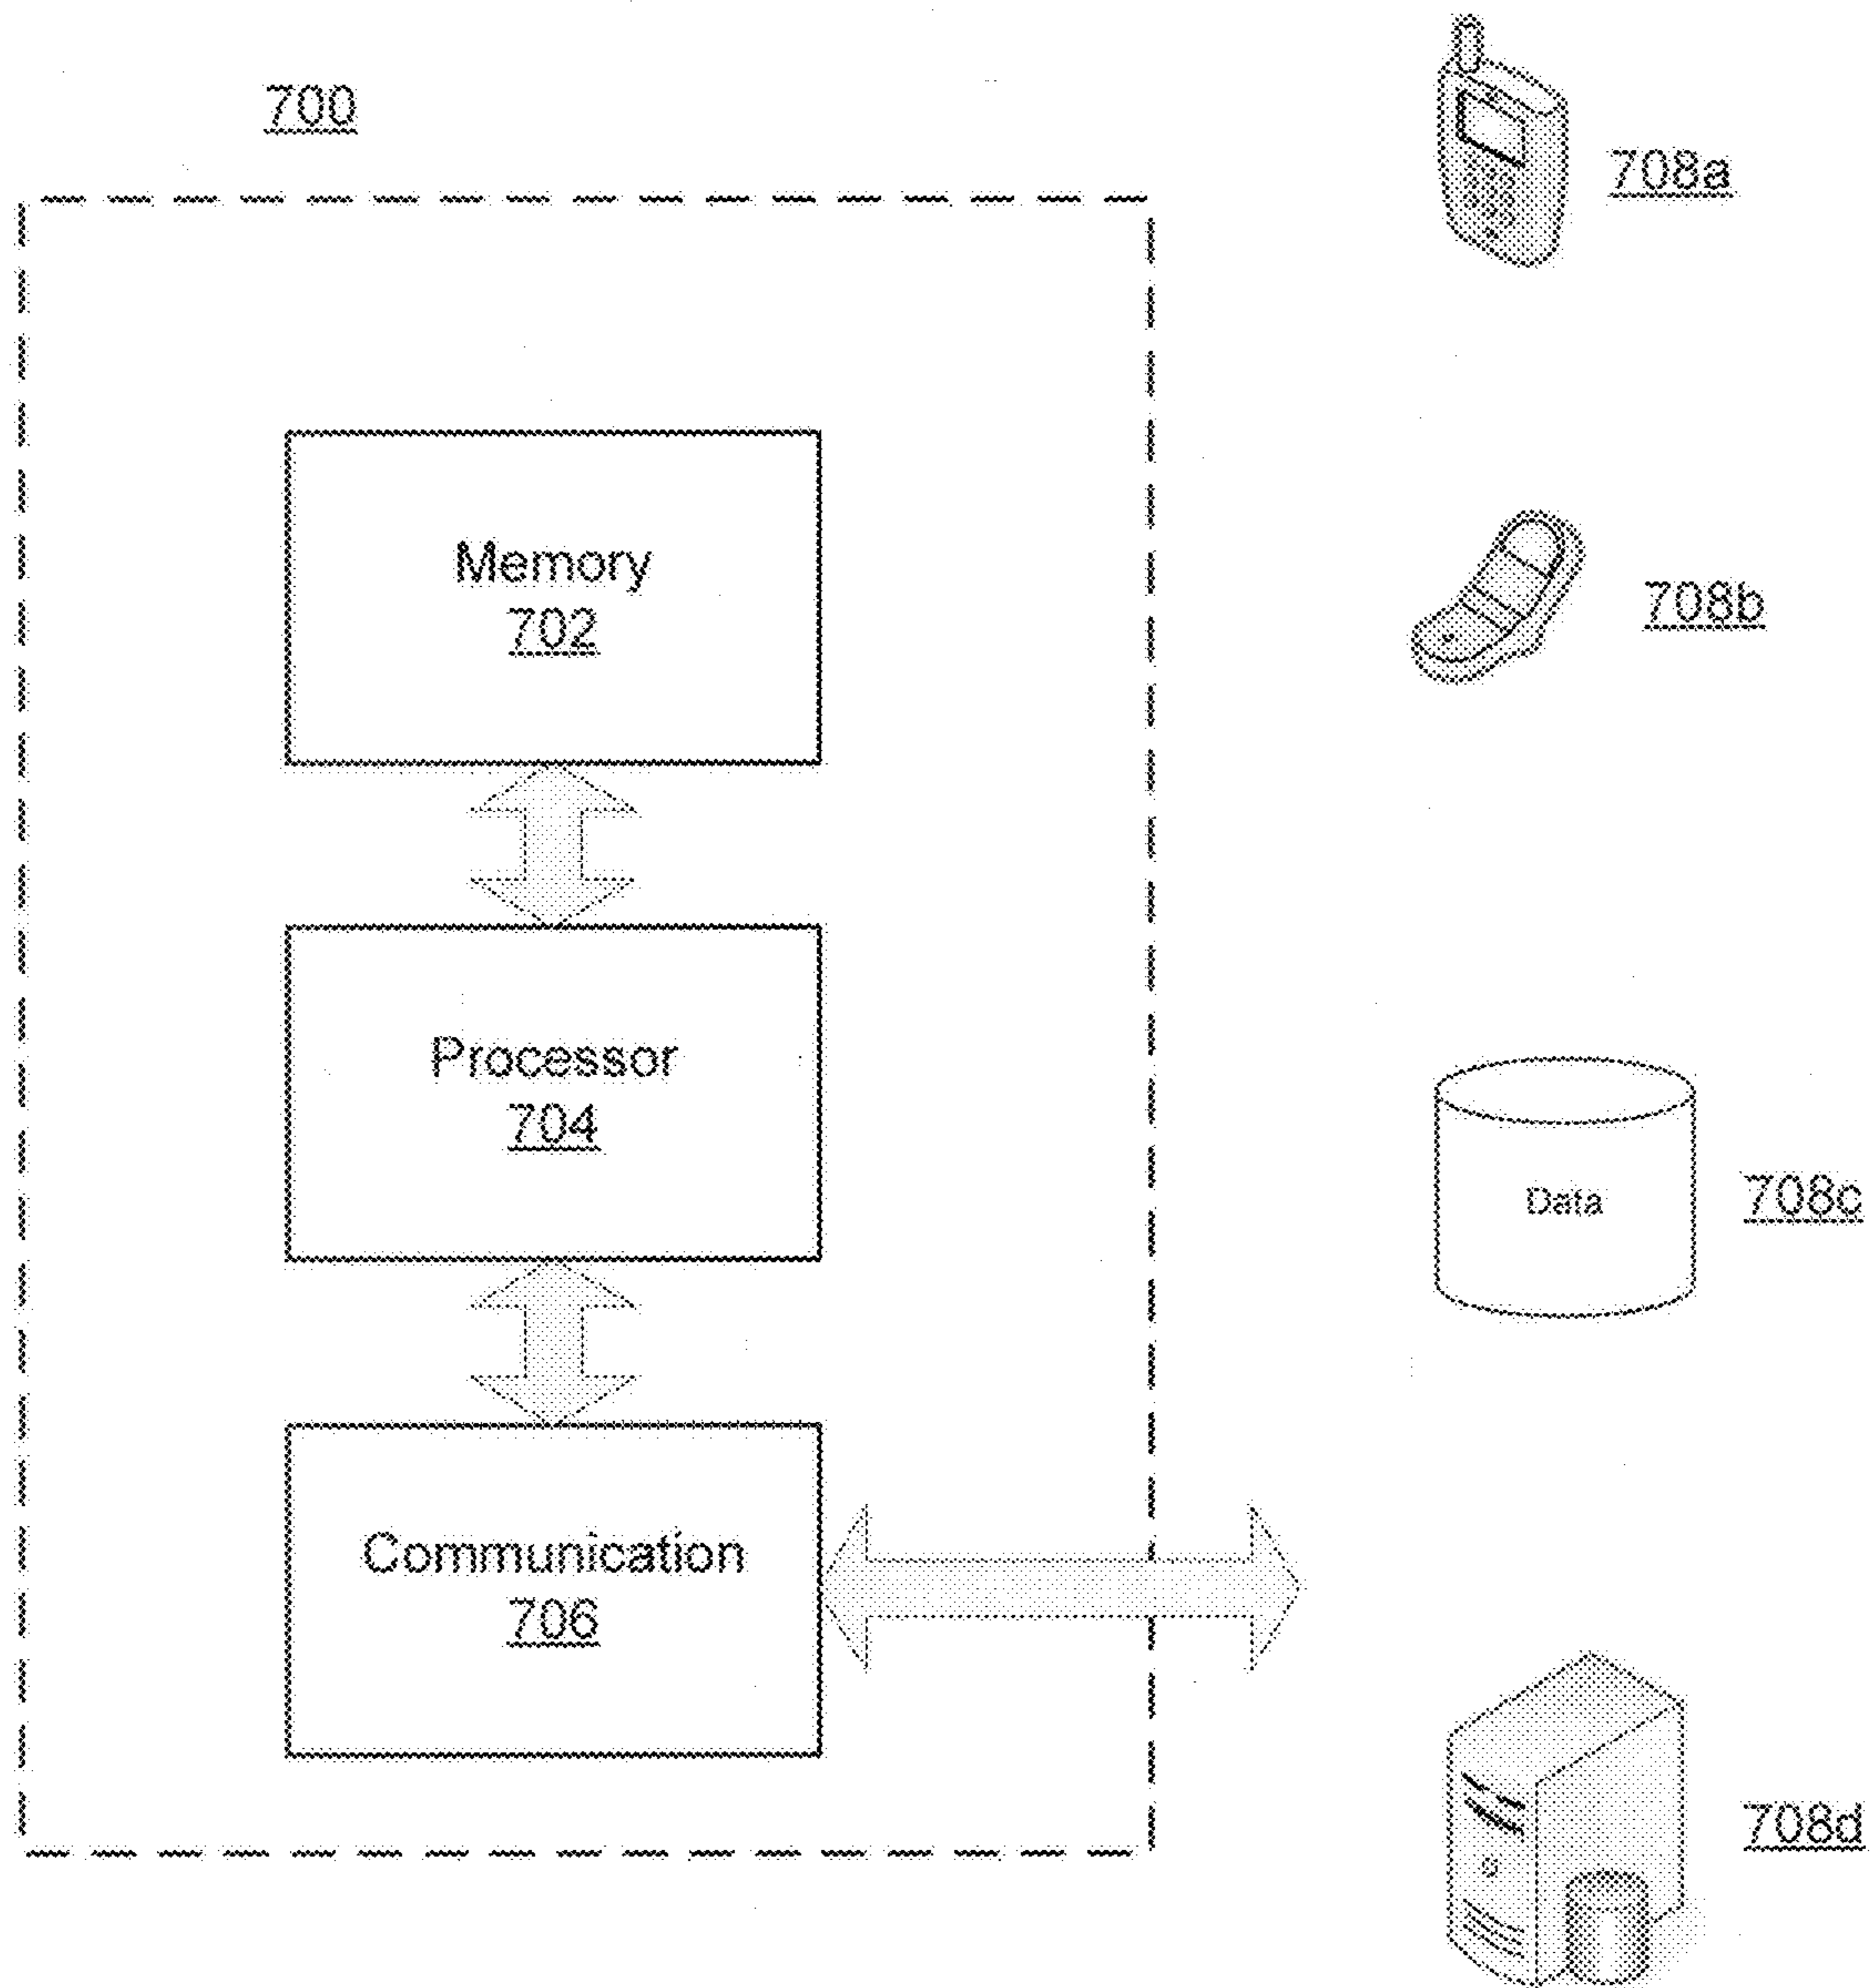 700
708a
Memory
702
708b
Processor
704
Data
708c
Communication
706
708d